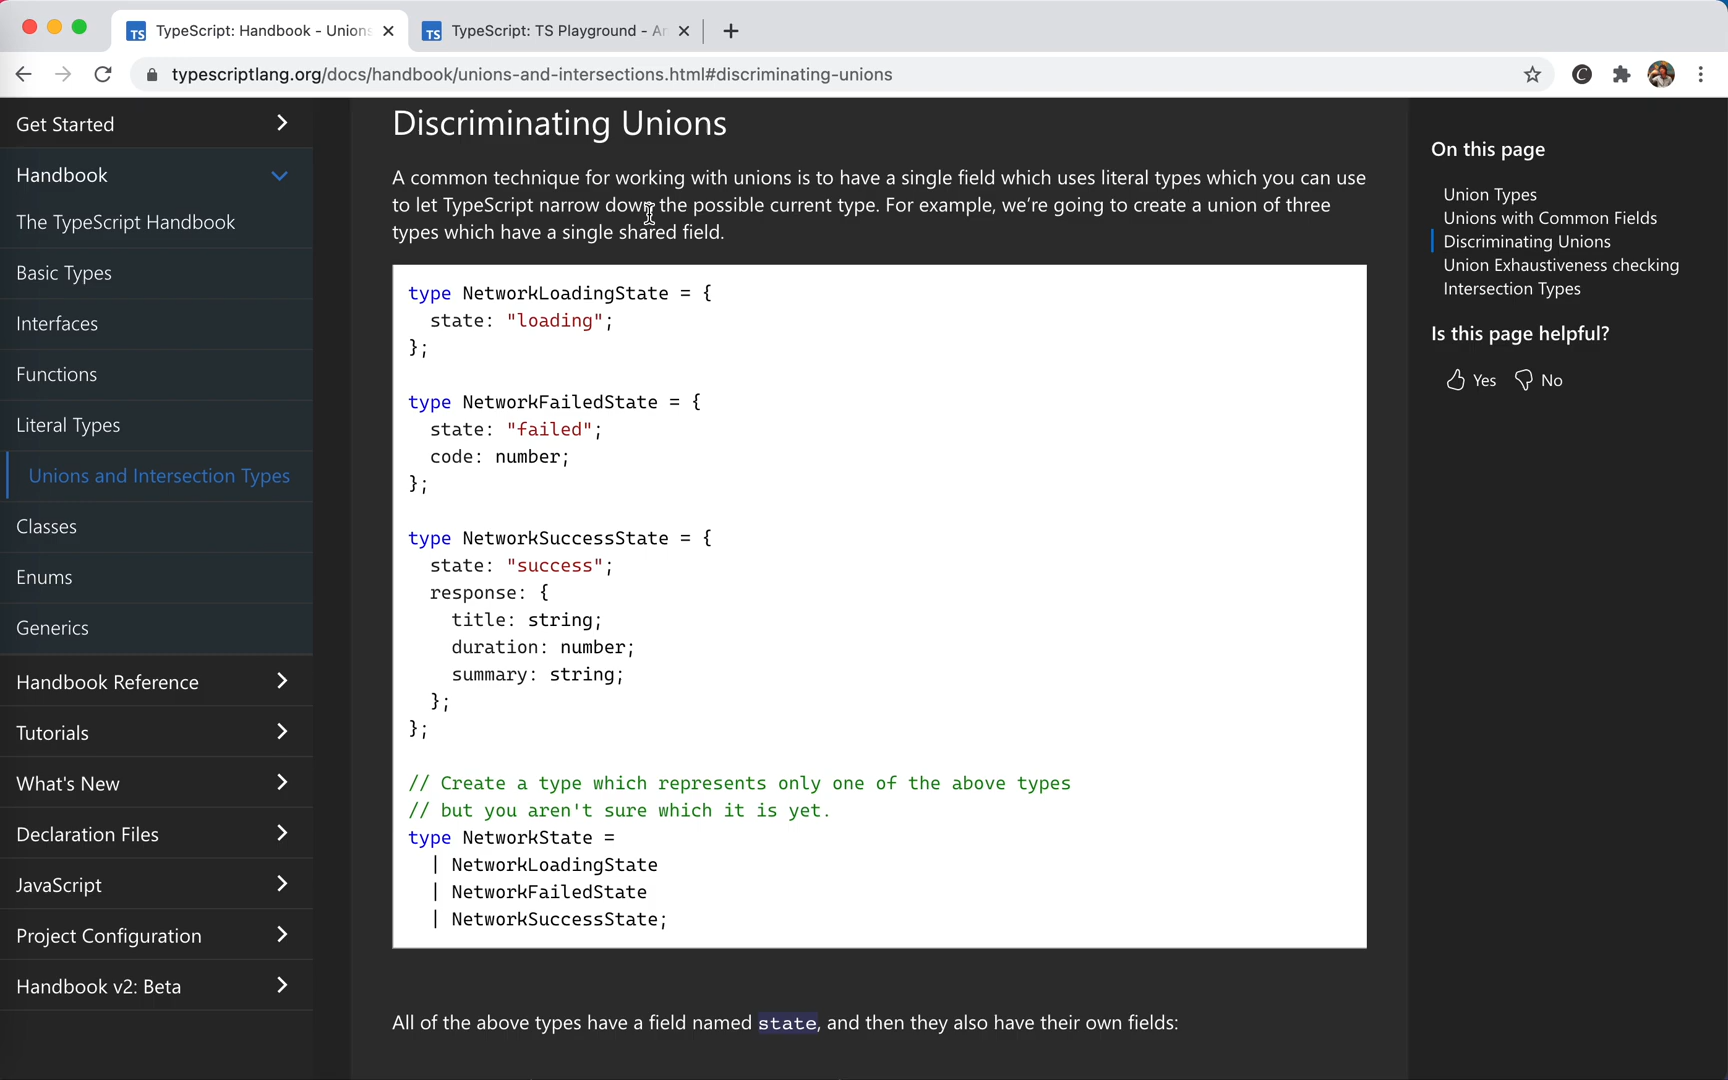 TS TypeScript: Handbook - Unions
TS TypeScript: TS Playground - An
typescriptlang.org/docs/handbook/unions-and-intersections.html#discriminating-unions
Get Started
Handbook
The TypeScript Handbook
Basic Types
Interfaces
Functions
Literal Types
Unions and Intersection Types
Classes
Enums
Generics
Handbook Reference
Tutorials
What's New
Declaration Files
JavaScript
Project Configuration
Handbook v2: Beta
Discriminating Unions
A common technique for working with unions is to have a single field which uses literal types which you can use
to let TypeScript narrow down the possible current type. For example, we're going to create a union of three
types which have a single shared field.
type NetworkLoadingState = {
  state: "loading";
};
type NetworkFailedState = {
  state: "failed";
  code: number;
};
type NetworkSuccessState = {
  state: "success";
  response: {
    title: string;
    duration: number;
    summary: string;
  };
};
// Create a type which represents only one of the above types
// but you aren't sure which it is yet.
type NetworkState =
  | NetworkLoadingState
  | NetworkFailedState
  | NetworkSuccessState;
All of the above types have a field named state, and then they also have their own fields:
On this page
Union Types
Unions with Common Fields
Discriminating Unions
Union Exhaustiveness checking
Intersection Types
Is this page helpful?
Yes No